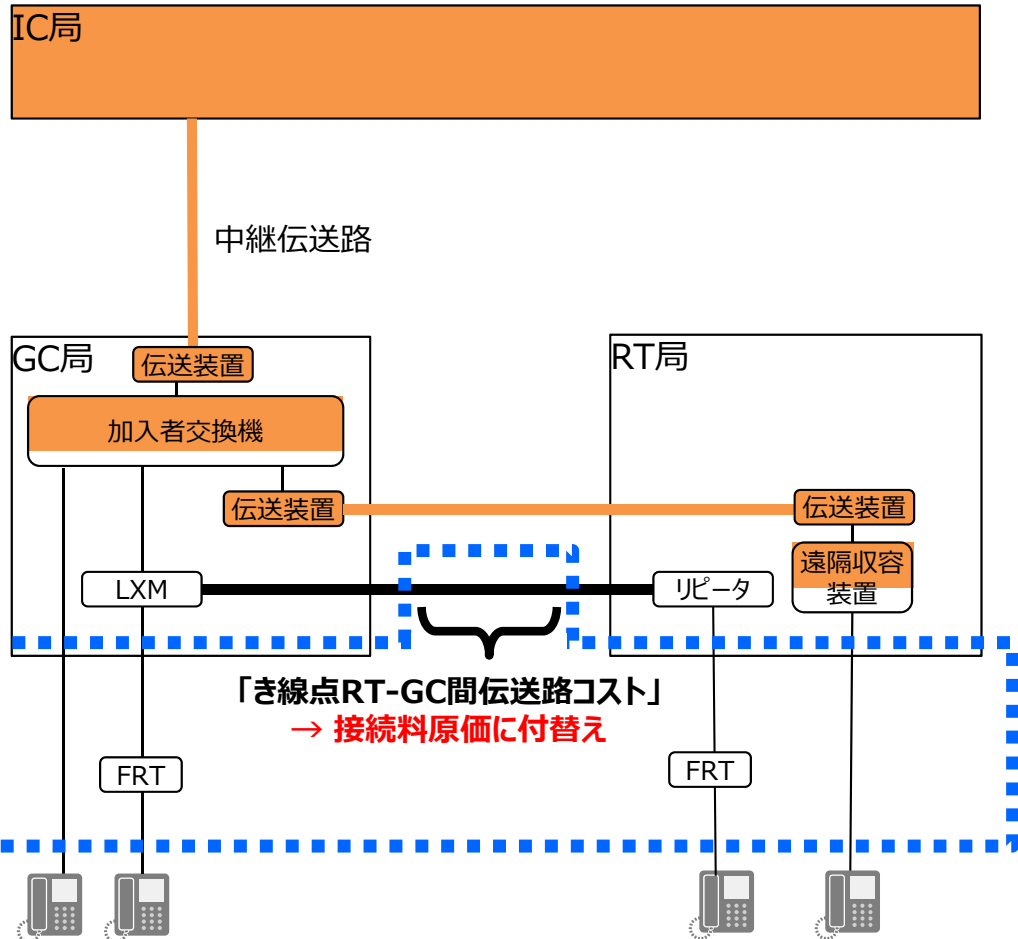 IC局
中継伝送路
GC局
伝送装置
加入者交換機
伝送装置
LXM
RT局
伝送装置
遠隔収容
装置
リピータ
「き線点RT-GC間伝送路コスト」
→ 接続料原価に付替え
FRT
FRT